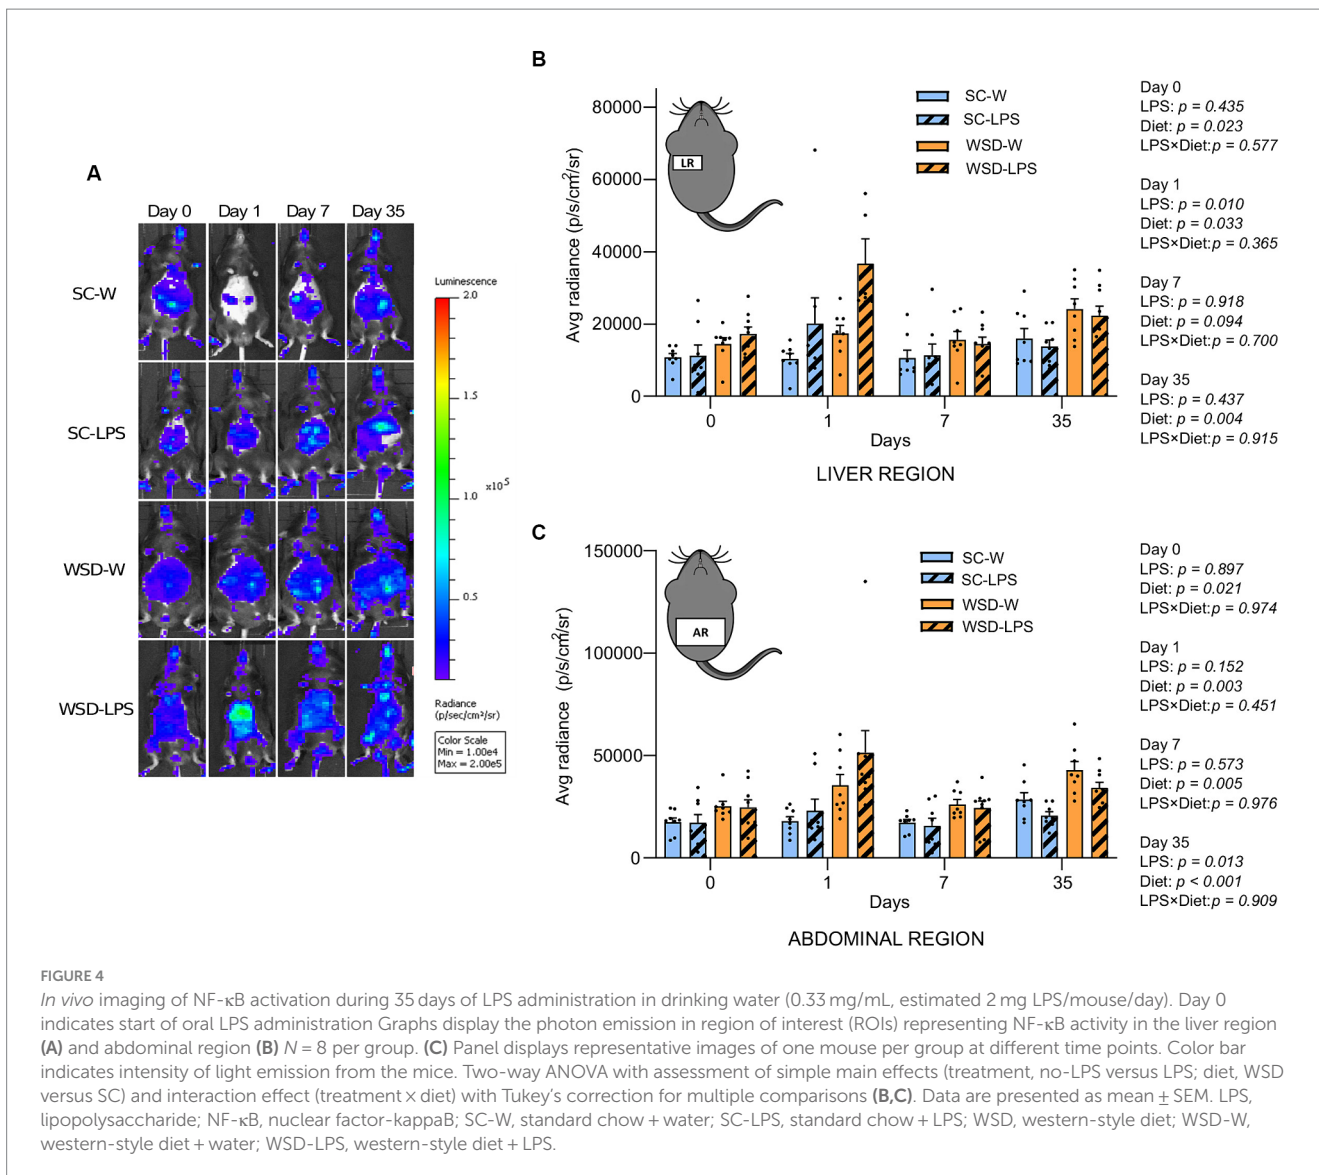 A
Day 0 Day 1 Day 7 Day 35
SC-W
SC-LPS
WSD-W
WSD-LPS
Luminescence
2.0
1.5
1.0 x10⁵
0.5
Radiance
(p/sec/cm²/sr)
Color Scale
Min = 1.00e4
Max = 2.00e5
B
Avg radiance (p/s/cm²/sr)
80000
60000
40000
20000
0
LR
SC-W
SC-LPS
WSD-W
WSD-LPS
0 1 7 35
Days
LIVER REGION
Day 0
LPS: p = 0.435
Diet: p = 0.023
LPS×Diet:p = 0.577
Day 1
LPS: p = 0.010
Diet: p = 0.033
LPS×Diet:p = 0.365
Day 7
LPS: p = 0.918
Diet: p = 0.094
LPS×Diet:p = 0.700
Day 35
LPS: p = 0.437
Diet: p = 0.004
LPS×Diet:p = 0.915
C
Avg radiance (p/s/cm²/sr)
150000
100000
50000
0
AR
SC-W
SC-LPS
WSD-W
WSD-LPS
0 1 7 35
Days
ABDOMINAL REGION
Day 0
LPS: p = 0.897
Diet: p = 0.021
LPS×Diet:p = 0.974
Day 1
LPS: p = 0.152
Diet: p = 0.003
LPS×Diet:p = 0.451
Day 7
LPS: p = 0.573
Diet: p = 0.005
LPS×Diet:p = 0.976
Day 35
LPS: p = 0.013
Diet: p < 0.001
LPS×Diet:p = 0.909
FIGURE 4
In vivo imaging of NF-κB activation during 35 days of LPS administration in drinking water (0.33 mg/mL, estimated 2 mg LPS/mouse/day). Day 0
indicates start of oral LPS administration Graphs display the photon emission in region of interest (ROIs) representing NF-κB activity in the liver region
(A) and abdominal region (B) N = 8 per group. (C) Panel displays representative images of one mouse per group at different time points. Color bar
indicates intensity of light emission from the mice. Two-way ANOVA with assessment of simple main effects (treatment, no-LPS versus LPS; diet, WSD
versus SC) and interaction effect (treatment × diet) with Tukey's correction for multiple comparisons (B,C). Data are presented as mean ± SEM. LPS,
lipopolysaccharide; NF-κB, nuclear factor-kappaB; SC-W, standard chow + water; SC-LPS, standard chow + LPS; WSD, western-style diet; WSD-W,
western-style diet + water; WSD-LPS, western-style diet + LPS.